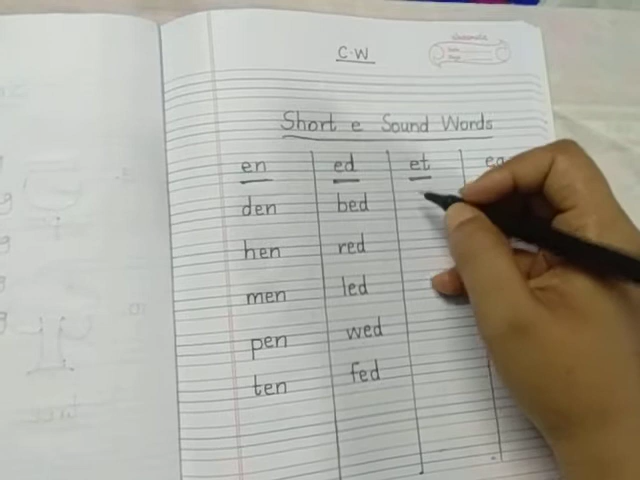 C.W
Short e Sound Words
en ed et
den bed
hen red
men led
pen wed
ten fed